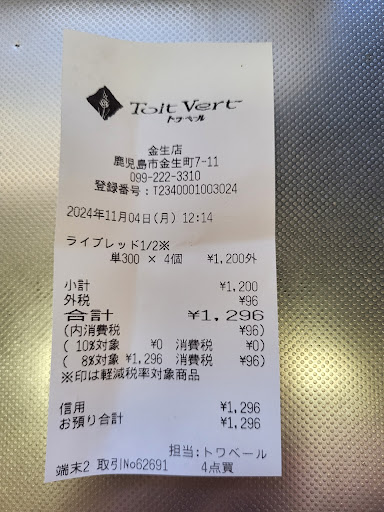 Toit Vert
トワベール
金生店
鹿児島市金生町7-11
099-222-3310
登録番号：T2340001003024
2024年11月04日(月) 12:14
ライブレッド1/2※
単300 × 4個 ¥1,200外
小計 ¥1,200
外税 ¥96
合計 ¥1,296
(内消費税 ¥96)
( 10%対象 ¥0 消費税 ¥0)
( 8%対象 ¥1,296 消費税 ¥96)
※印は軽減税率対象商品
信用 ¥1,296
お預り合計 ¥1,296
担当:トワベール
端末2 取引No62691 4点買